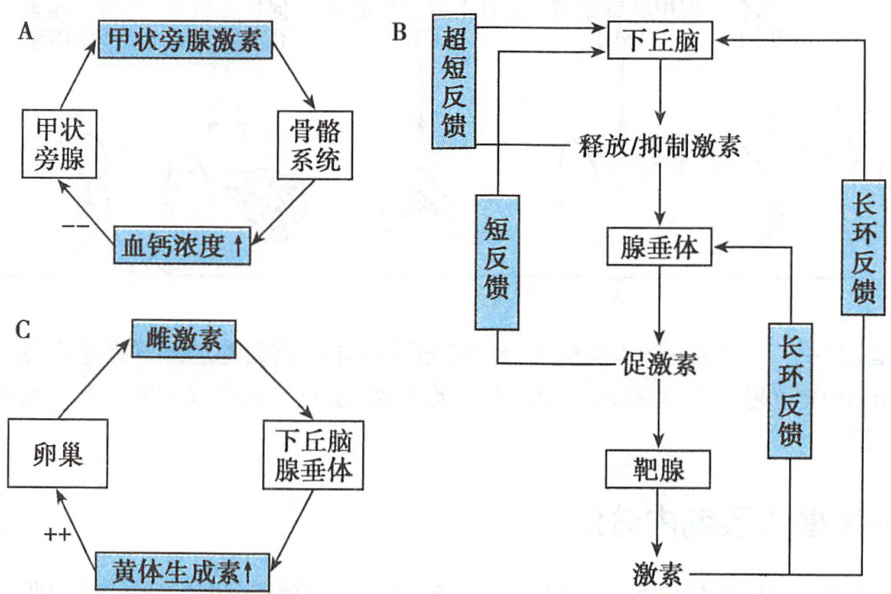 A
甲状旁腺激素
甲状
旁腺
骨骼
系统
--
血钙浓度↑
B
超短反馈
下丘脑
释放/抑制激素
短反馈
腺垂体
长环反馈
促激素
长环反馈
靶腺
激素
C
雌激素
卵巢
下丘脑
腺垂体
++
黄体生成素↑